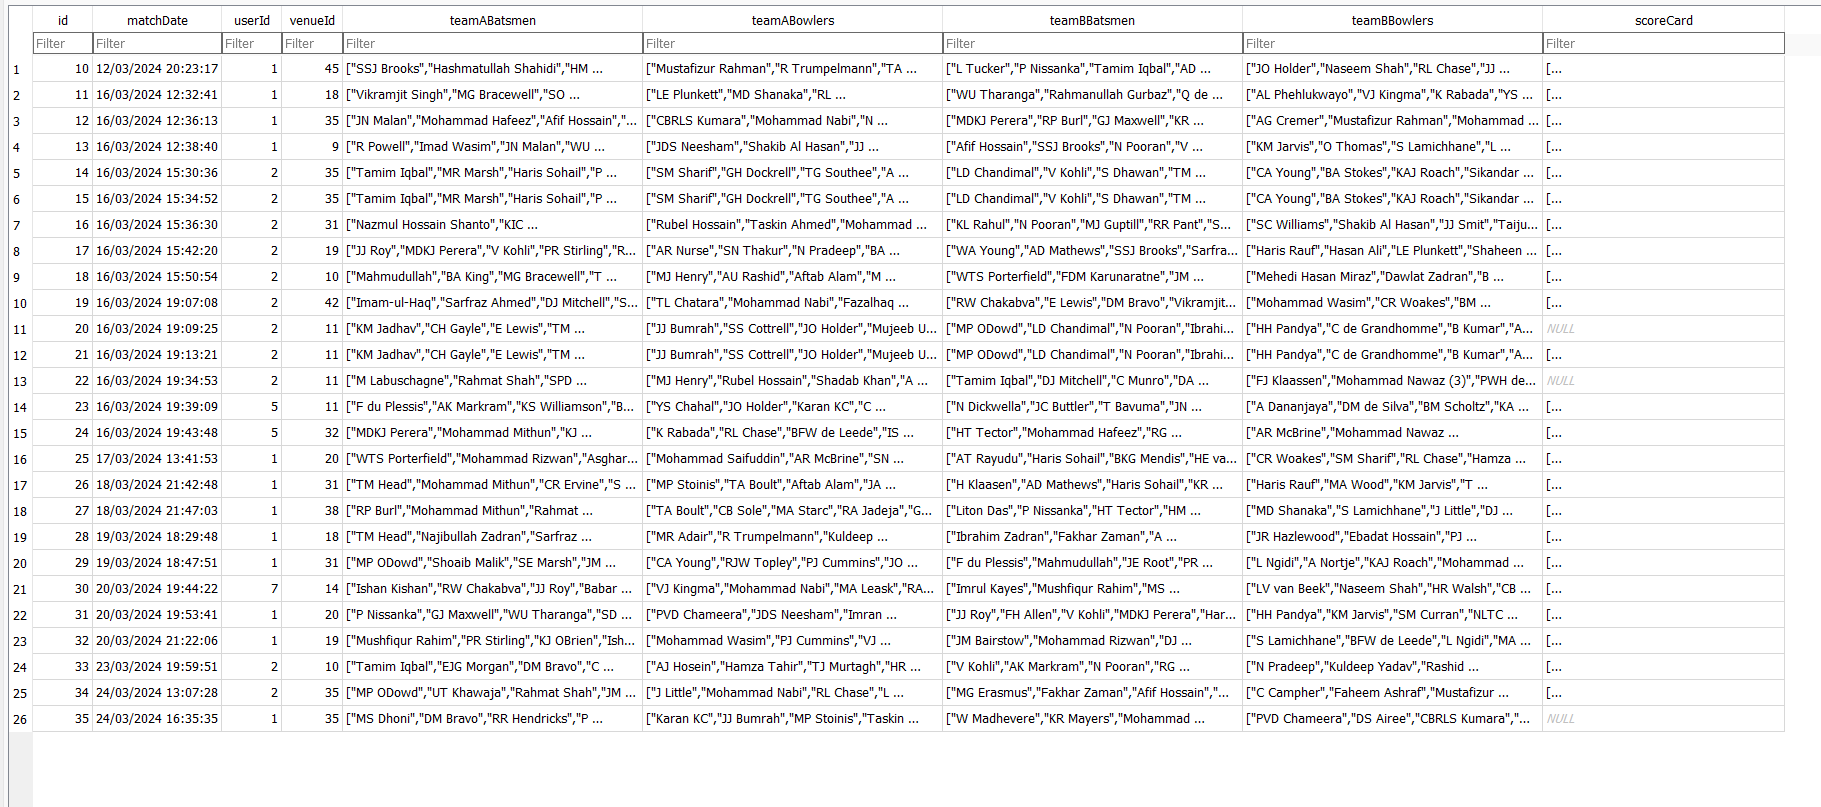 id matchDate userId venueId teamABatsmen teamABowlers teamBBatsmen teamBBowlers scoreCard
Filter Filter Filter Filter Filter Filter Filter Filter Filter
1 10 12/03/2024 20:23:17 1 45 ["SSJ Brooks","Hashmatullah Shahidi","HM ... ["Mustafizur Rahman","R Trumpelmann","TA ... ["L Tucker","P Nissanka","Tamim Iqbal","AD ... ["JO Holder","Naseem Shah","RL Chase","JJ ... [...
2 11 16/03/2024 12:32:41 1 18 ["Vikramjit Singh","MG Bracewell","SO ... ["LE Plunkett","MD Shanaka","RL ... ["WU Tharanga","Rahmanullah Gurbaz","Q de ... ["AL Phehlukwayo","VJ Kingma","K Rabada","YS ... [...
3 12 16/03/2024 12:36:13 1 35 ["JN Malan","Mohammad Hafeez","Afif Hossain","... ["CBRLS Kumara","Mohammad Nabi","N ... ["MDKJ Perera","RP Burl","GJ Maxwell","KR ... ["AG Cremer","Mustafizur Rahman","Mohammad ... [...
4 13 16/03/2024 12:38:40 1 9 ["R Powell","Imad Wasim","JN Malan","WU ... ["JDS Neesham","Shakib Al Hasan","JJ ... ["Afif Hossain","SSJ Brooks","N Pooran","V ... ["KM Jarvis","O Thomas","S Lamichhane","L ... [...
5 14 16/03/2024 15:30:36 2 35 ["Tamim Iqbal","MR Marsh","Haris Sohail","P ... ["SM Sharif","GH Dockrell","TG Southee","A ... ["LD Chandimal","V Kohli","S Dhawan","TM ... ["CA Young","BA Stokes","KAJ Roach","Sikandar ... [...
6 15 16/03/2024 15:34:52 2 35 ["Tamim Iqbal","MR Marsh","Haris Sohail","P ... ["SM Sharif","GH Dockrell","TG Southee","A ... ["LD Chandimal","V Kohli","S Dhawan","TM ... ["CA Young","BA Stokes","KAJ Roach","Sikandar ... [...
7 16 16/03/2024 15:36:30 2 31 ["Nazmul Hossain Shanto","KIC ... ["Rubel Hossain","Taskin Ahmed","Mohammad ... ["KL Rahul","N Pooran","MJ Guptill","RR Pant","S... ["SC Williams","Shakib Al Hasan","JJ Smit","Taiju... [...
8 17 16/03/2024 15:42:20 2 19 ["JJ Roy","MDKJ Perera","V Kohli","PR Stirling","R... ["AR Nurse","SN Thakur","N Pradeep","BA ... ["WA Young","AD Mathews","SSJ Brooks","Sarfra... ["Haris Rauf","Hasan Ali","LE Plunkett","Shaheen ... [...
9 18 16/03/2024 15:50:54 2 10 ["Mahmudullah","BA King","MG Bracewell","T ... ["MJ Henry","AU Rashid","Aftab Alam","M ... ["WTS Porterfield","FDM Karunaratne","JM ... ["Mehedi Hasan Miraz","Dawlat Zadran","B ... [...
10 19 16/03/2024 19:07:08 2 42 ["Imam-ul-Haq","Sarfraz Ahmed","DJ Mitchell","S... ["TL Chatara","Mohammad Nabi","Fazalhaq ... ["RW Chakabva","E Lewis","DM Bravo","Vikramjit... ["Mohammad Wasim","CR Woakes","BM ... [...
11 20 16/03/2024 19:09:25 2 11 ["KM Jadhav","CH Gayle","E Lewis","TM ... ["JJ Bumrah","SS Cottrell","JO Holder","Mujeeb U... ["MP ODowd","LD Chandimal","N Pooran","Ibrahi... ["HH Pandya","C de Grandhomme","B Kumar","A... NULL
12 21 16/03/2024 19:13:21 2 11 ["KM Jadhav","CH Gayle","E Lewis","TM ... ["JJ Bumrah","SS Cottrell","JO Holder","Mujeeb U... ["MP ODowd","LD Chandimal","N Pooran","Ibrahi... ["HH Pandya","C de Grandhomme","B Kumar","A... [...
13 22 16/03/2024 19:34:53 2 11 ["M Labuschagne","Rahmat Shah","SPD ... ["MJ Henry","Rubel Hossain","Shadab Khan","A ... ["Tamim Iqbal","DJ Mitchell","C Munro","DA ... ["FJ Klaassen","Mohammad Nawaz (3)","PWH de... NULL
14 23 16/03/2024 19:39:09 5 11 ["F du Plessis","AK Markram","KS Williamson","B... ["YS Chahal","JO Holder","Karan KC","C ... ["N Dickwella","JC Buttler","T Bavuma","JN ... ["A Dananjaya","DM de Silva","BM Scholtz","KA ... [...
15 24 16/03/2024 19:43:48 5 32 ["MDKJ Perera","Mohammad Mithun","KJ ... ["K Rabada","RL Chase","BFW de Leede","IS ... ["HT Tector","Mohammad Hafeez","RG ... ["AR McBrine","Mohammad Nawaz ... [...
16 25 17/03/2024 13:41:53 1 20 ["WTS Porterfield","Mohammad Rizwan","Asghar... ["Mohammad Saifuddin","AR McBrine","SN ... ["AT Rayudu","Haris Sohail","BKG Mendis","HE va... ["CR Woakes","SM Sharif","RL Chase","Hamza ... [...
17 26 18/03/2024 21:42:48 1 31 ["TM Head","Mohammad Mithun","CR Ervine","S ... ["MP Stoinis","TA Boult","Aftab Alam","JA ... ["H Klaasen","AD Mathews","Haris Sohail","KR ... ["Haris Rauf","MA Wood","KM Jarvis","T ... [...
18 27 18/03/2024 21:47:03 1 38 ["RP Burl","Mohammad Mithun","Rahmat ... ["TA Boult","CB Sole","MA Starc","RA Jadeja","G... ["Liton Das","P Nissanka","HT Tector","HM ... ["MD Shanaka","S Lamichhane","J Little","DJ ... [...
19 28 19/03/2024 18:29:48 1 18 ["TM Head","Najibullah Zadran","Sarfraz ... ["MR Adair","R Trumpelmann","Kuldeep ... ["Ibrahim Zadran","Fakhar Zaman","A ... ["JR Hazlewood","Ebadat Hossain","PJ ... [...
20 29 19/03/2024 18:47:51 1 31 ["MP ODowd","Shoaib Malik","SE Marsh","JM ... ["CA Young","RJW Topley","PJ Cummins","JO ... ["F du Plessis","Mahmudullah","JE Root","PR ... ["L Ngidi","A Nortje","KAJ Roach","Mohammad ... [...
21 30 20/03/2024 19:44:22 7 14 ["Ishan Kishan","RW Chakabva","JJ Roy","Babar ... ["VJ Kingma","Mohammad Nabi","MA Leask","RA... ["Imrul Kayes","Mushfiqur Rahim","MS ... ["LV van Beek","Naseem Shah","HR Walsh","CB ... [...
22 31 20/03/2024 19:53:41 1 20 ["P Nissanka","GJ Maxwell","WU Tharanga","SD ... ["PVD Chameera","JDS Neesham","Imran ... ["JJ Roy","FH Allen","V Kohli","MDKJ Perera","Har... ["HH Pandya","KM Jarvis","SM Curran","NLTC ... [...
23 32 20/03/2024 21:22:06 1 19 ["Mushfiqur Rahim","PR Stirling","KJ OBrien","Ish... ["Mohammad Wasim","PJ Cummins","VJ ... ["JM Bairstow","Mohammad Rizwan","DJ ... ["S Lamichhane","BFW de Leede","L Ngidi","MA ... [...
24 33 23/03/2024 19:59:51 2 10 ["Tamim Iqbal","EJG Morgan","DM Bravo","C ... ["AJ Hosein","Hamza Tahir","TJ Murtagh","HR ... ["V Kohli","AK Markram","N Pooran","RG ... ["N Pradeep","Kuldeep Yadav","Rashid ... [...
25 34 24/03/2024 13:07:28 2 35 ["MP ODowd","UT Khawaja","Rahmat Shah","JM ... ["J Little","Mohammad Nabi","RL Chase","L ... ["MG Erasmus","Fakhar Zaman","Afif Hossain","... ["C Campher","Faheem Ashraf","Mustafizur ... [...
26 35 24/03/2024 16:35:35 1 35 ["MS Dhoni","DM Bravo","RR Hendricks","P ... ["Karan KC","JJ Bumrah","MP Stoinis","Taskin ... ["W Madhevere","KR Mayers","Mohammad ... ["PVD Chameera","DS Airee","CBRLS Kumara","... NULL